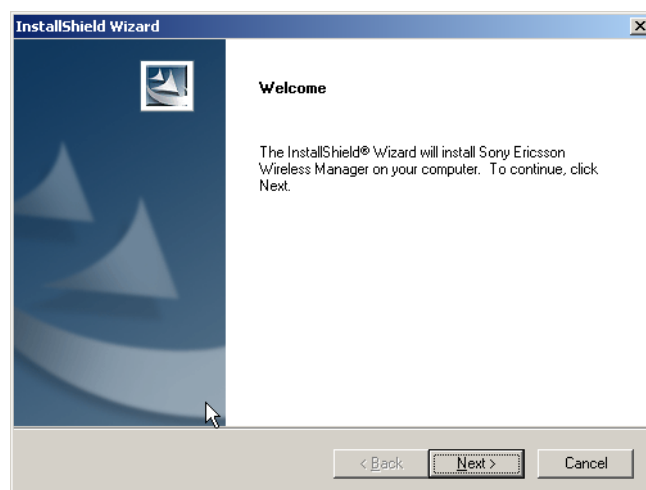 InstallShield Wizard
Welcome
The InstallShield® Wizard will install Sony Ericsson
Wireless Manager on your computer.  To continue, click
Next.
< Back
Next >
Cancel